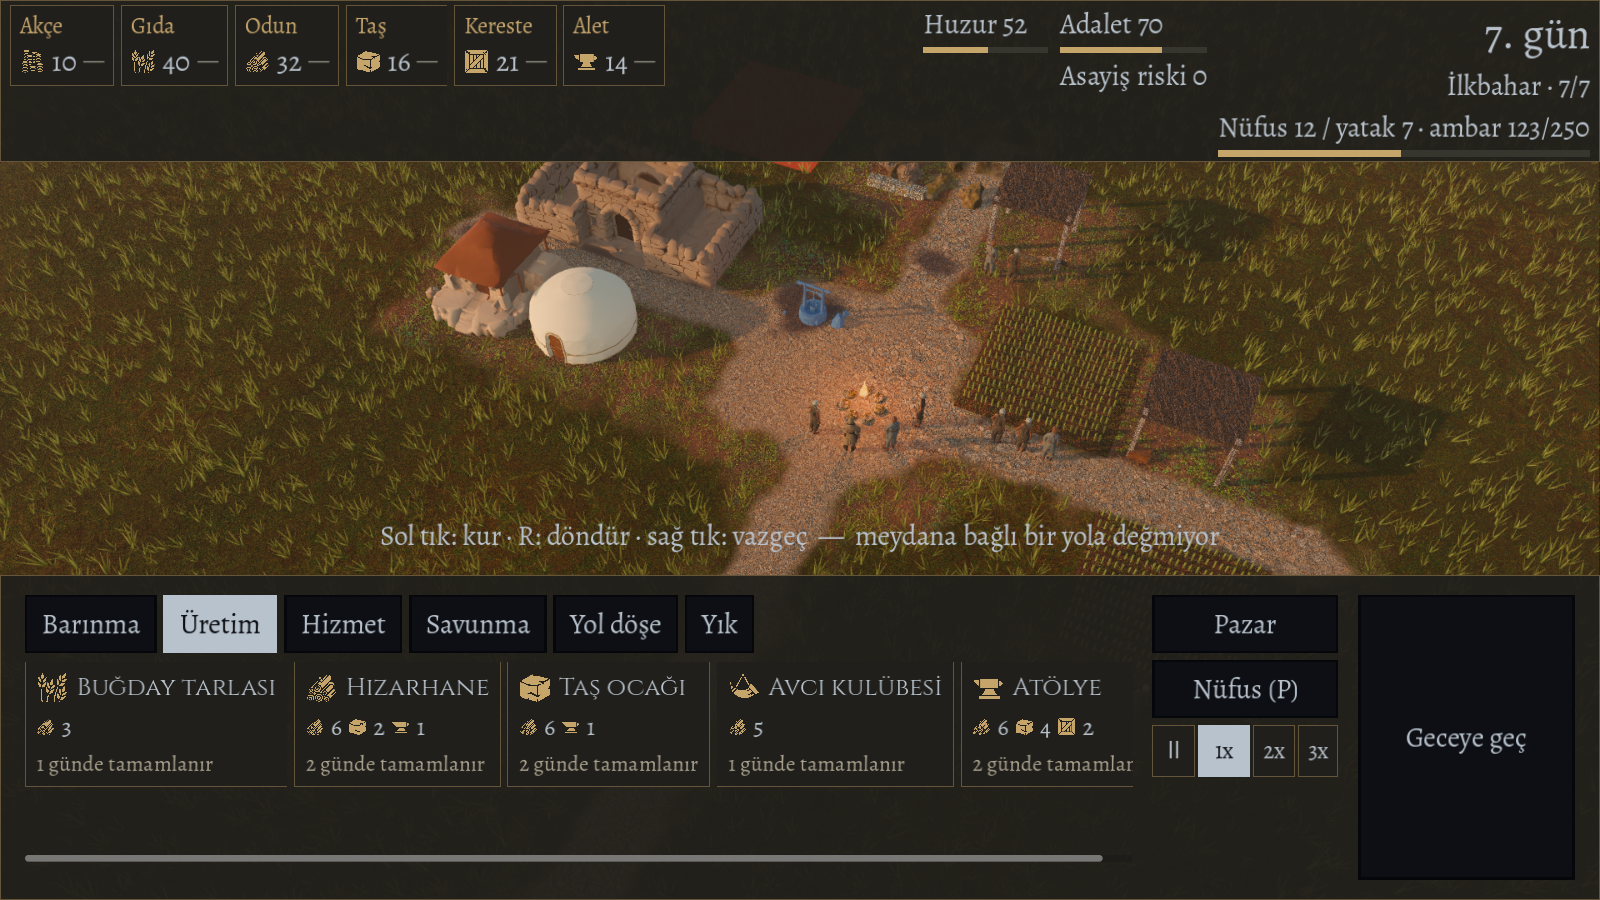 Akçe
10 —
Gıda
40 —
Odun
32 —
Taş
16 —
Kereste
21 —
Alet
14 —
Huzur 52
Adalet 70
Asayiş riski 0
7. gün
İlkbahar · 7/7
Nüfus 12 / yatak 7 · ambar 123/250
Sol tık: kur · R: döndür · sağ tık: vazgeç — meydana bağlı bir yola değmiyor
Barınma
Üretim
Hizmet
Savunma
Yol döşe
Yık
BUĞDAY TARLASI
3
1 günde tamamlanır
HIZARHANE
6 2 1
2 günde tamamlanır
TAŞ OCAĞI
6 1
2 günde tamamlanır
AVCI KULÜBESİ
5
1 günde tamamlanır
ATÖLYE
6 4 2
2 günde tamamlar
Pazar
Nüfus (P)
II
1x
2x
3x
Geceye geç